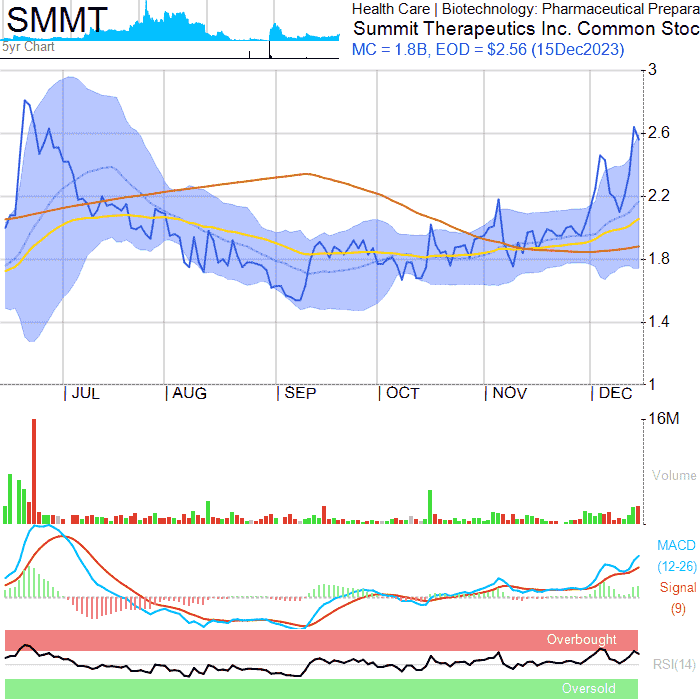 SMMT
5yr Chart
Health Care | Biotechnology: Pharmaceutical Prepara
Summit Therapeutics Inc. Common Stoc
MC = 1.8B, EOD = $2.56 (15Dec2023)
3
2.6
2.2
1.8
1.4
1
JUL AUG SEP OCT NOV DEC
16M
Volume
MACD
(12-26)
Signal
(9)
Overbought
RSI(14)
Oversold